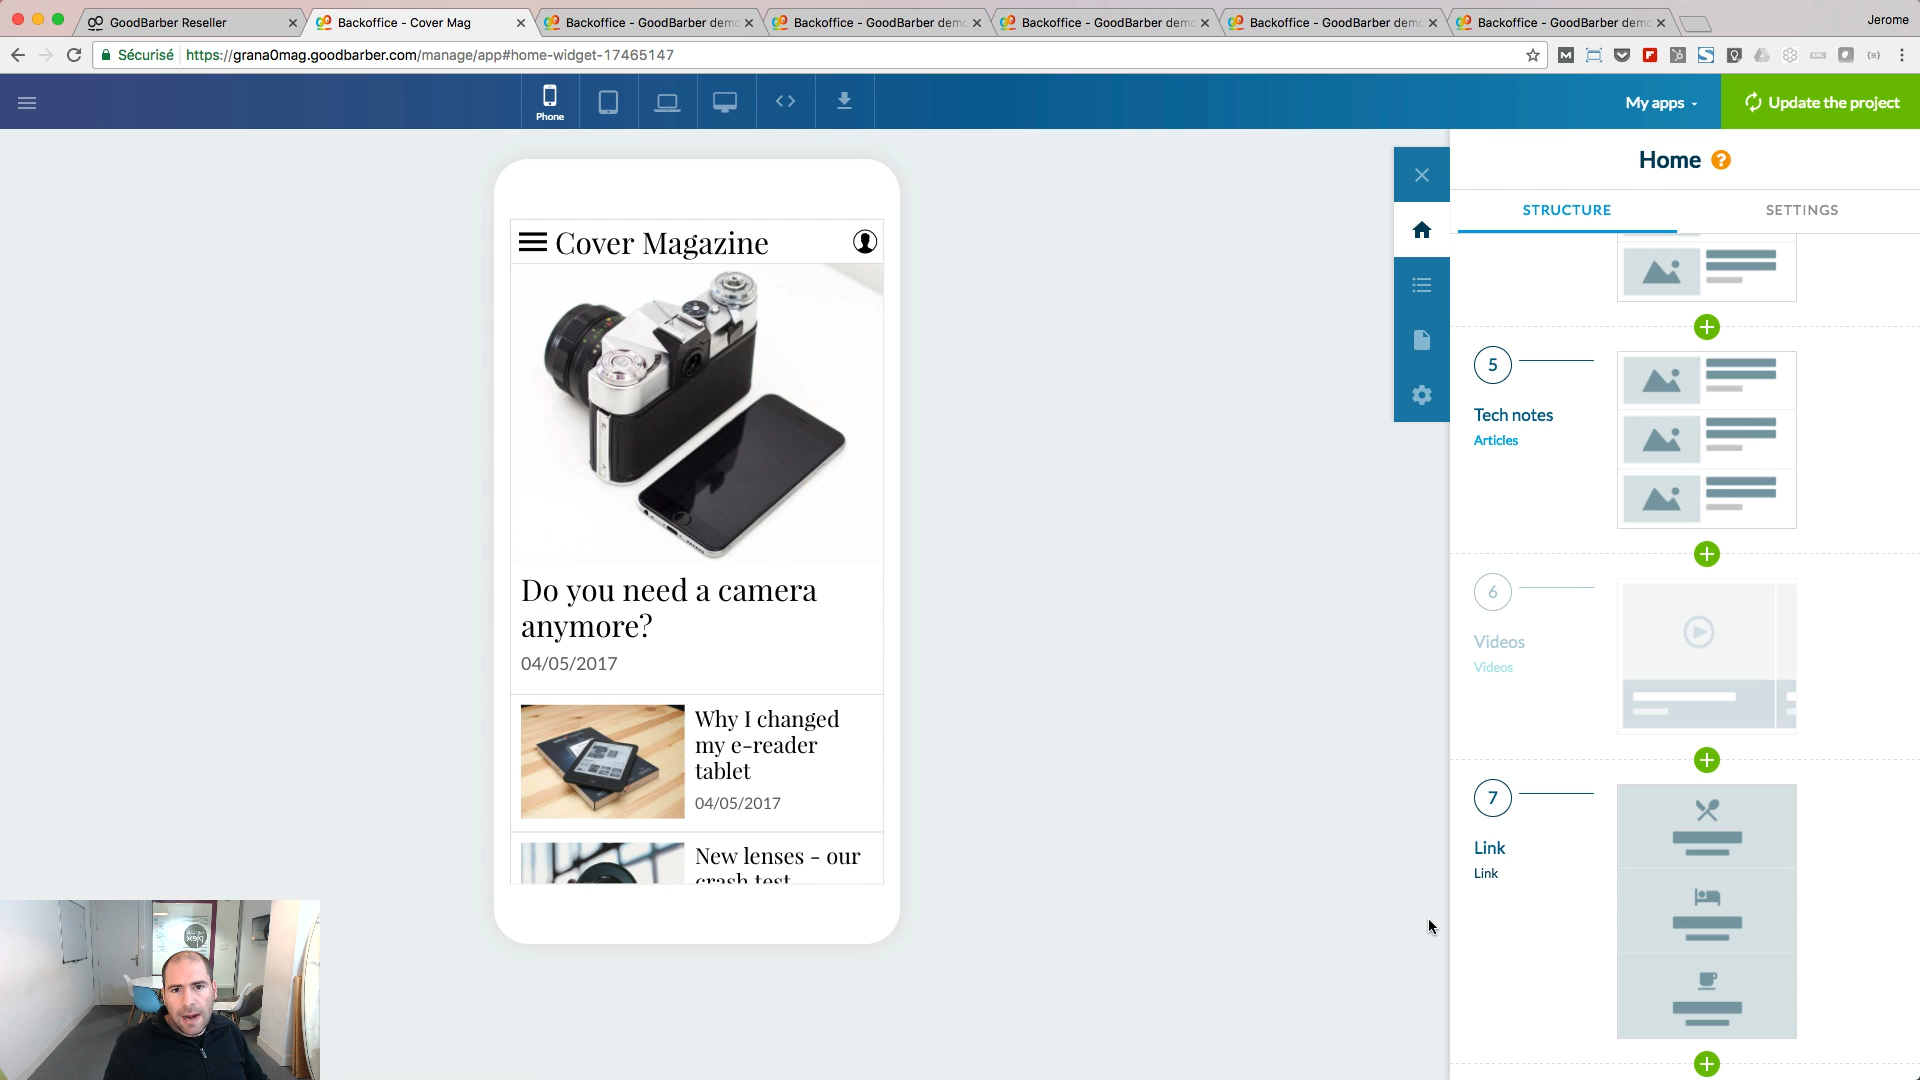 GoodBarber Reseller
Backoffice - Cover Mag
Backoffice - GoodBarber demo
Backoffice - GoodBarber demo
Backoffice - GoodBarber demo
Backoffice - GoodBarber demo
Backoffice - GoodBarber demo
Jerome
Sécurisé
https://grana0mag.goodbarber.com/manage/app#home-widget-17465147
Phone
My apps
Update the project
Home ?
STRUCTURE
SETTINGS
Cover Magazine
Do you need a camera
anymore?
04/05/2017
Why I changed
my e-reader
tablet
04/05/2017
New lenses - our
crash test
5
Tech notes
Articles
6
Videos
Videos
7
Link
Link